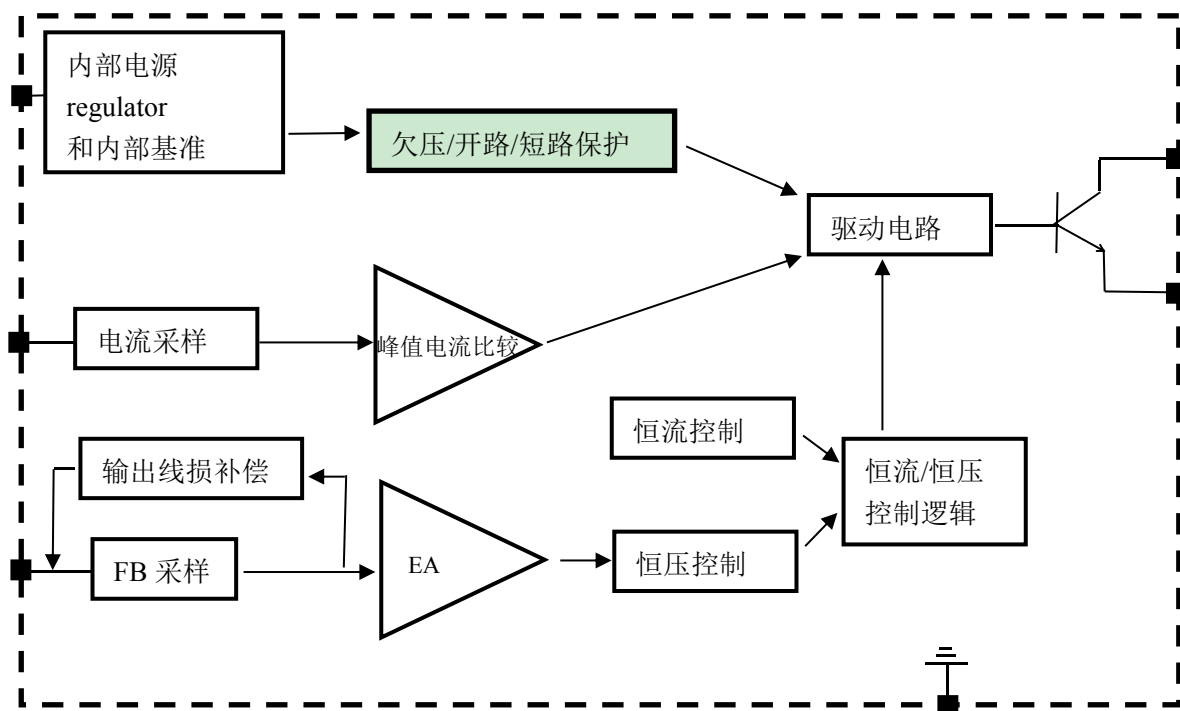 内部电源
regulator
和内部基准
欠压/开路/短路保护
驱动电路
电流采样
峰值电流比较
恒流控制
输出线损补偿
恒流/恒压
控制逻辑
FB 采样
EA
恒压控制